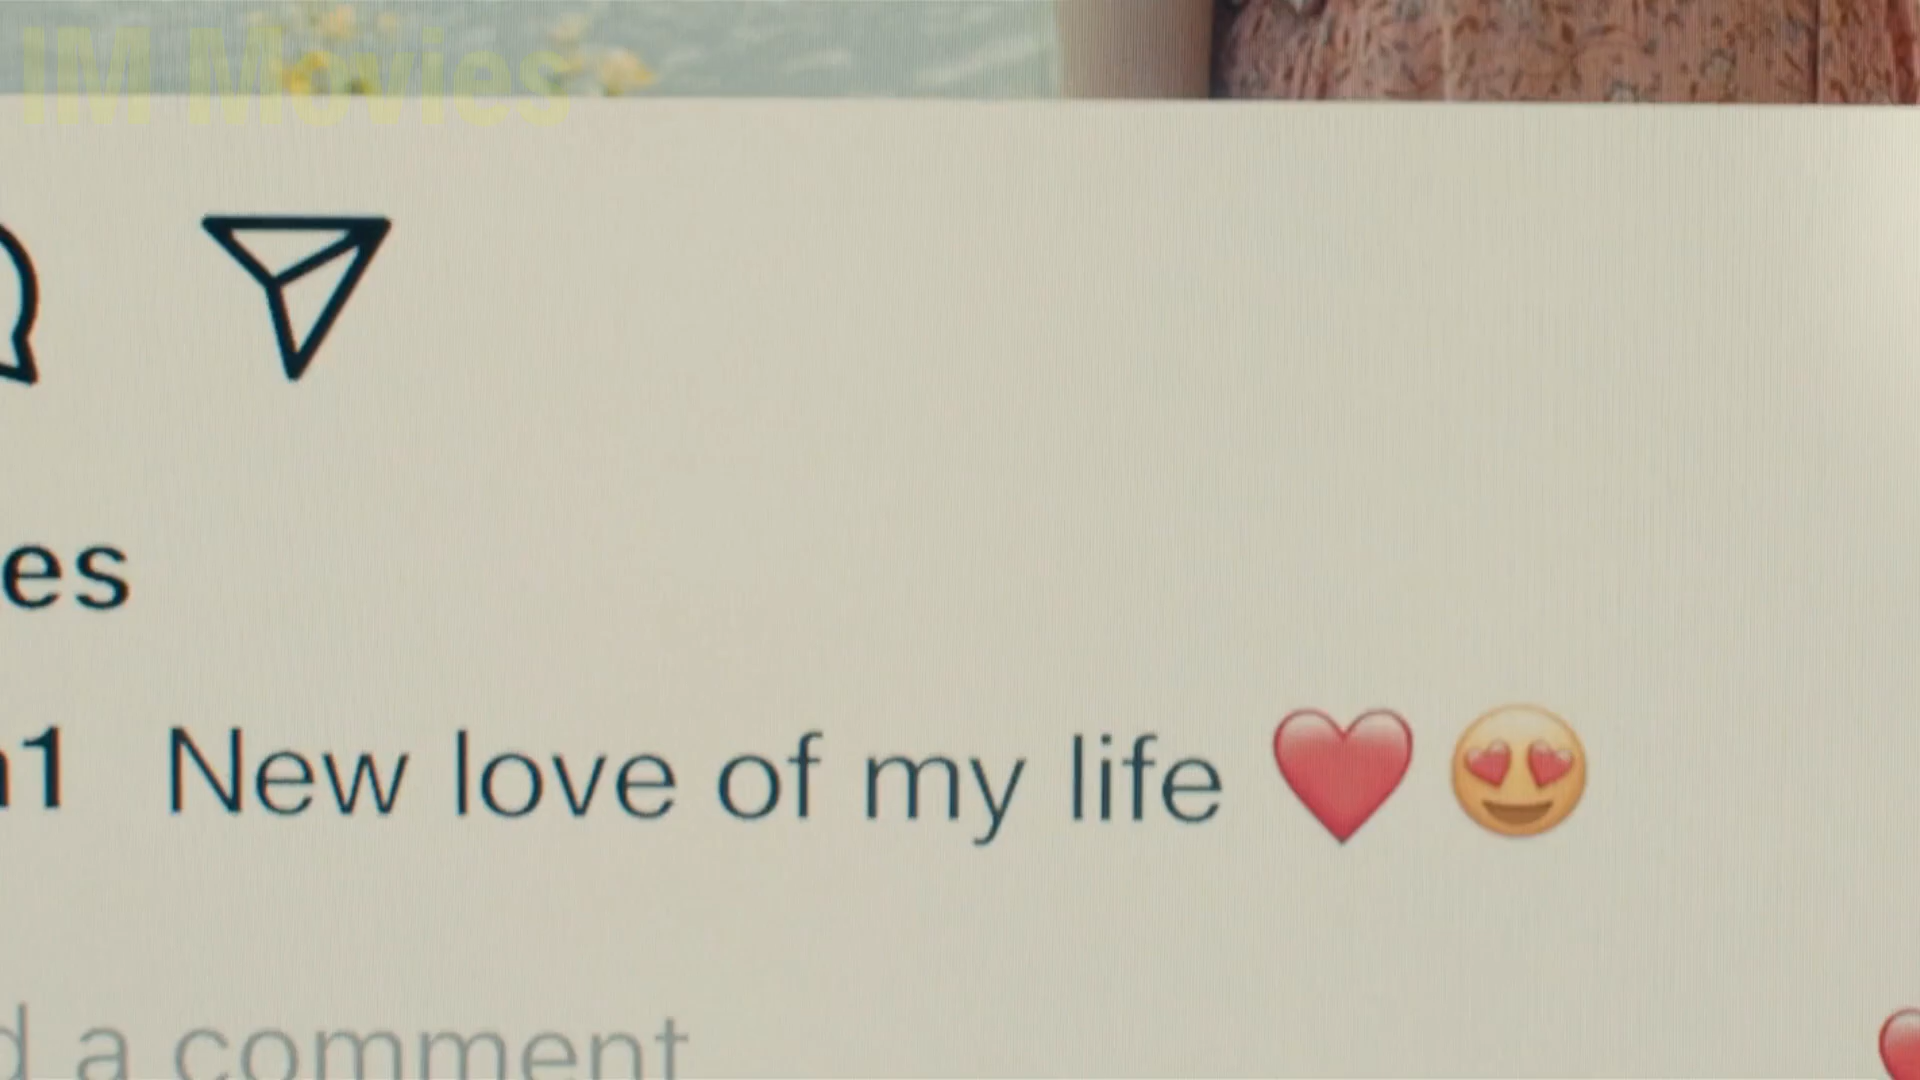 IM Movies
es
1 New love of my life ❤️ 😍
a comment